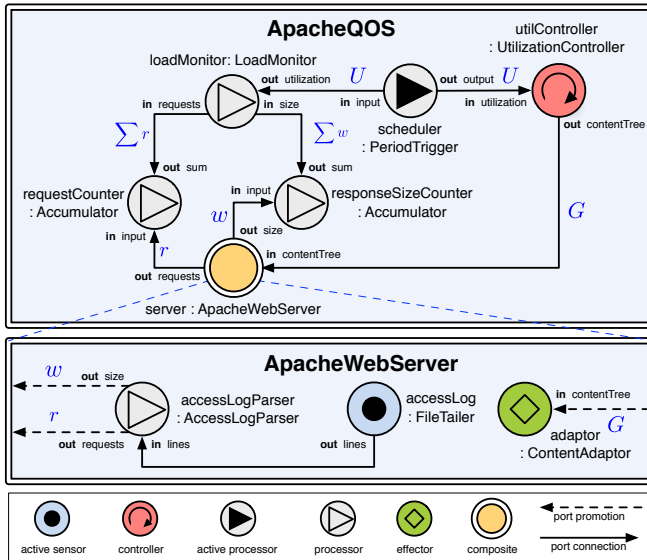 ApacheQOS
utilController
: UtilizationController
loadMonitor: LoadMonitor
out utilization
U
out output
U
in requests
in size
in input
in utilization
scheduler
: PeriodTrigger
out contentTree
∑ r
∑ w
out sum
out sum
requestCounter
: Accumulator
in input
responseSizeCounter
: Accumulator
w
out size
G
in input
r
out requests
in contentTree
server : ApacheWebServer
ApacheWebServer
w
out size
accessLogParser
: AccessLogParser
accessLog
: FileTailer
in contentTree
r
out requests
in lines
out lines
G
adaptor
: ContentAdaptor
active sensor
controller
active processor
processor
effector
composite
port promotion
port connection